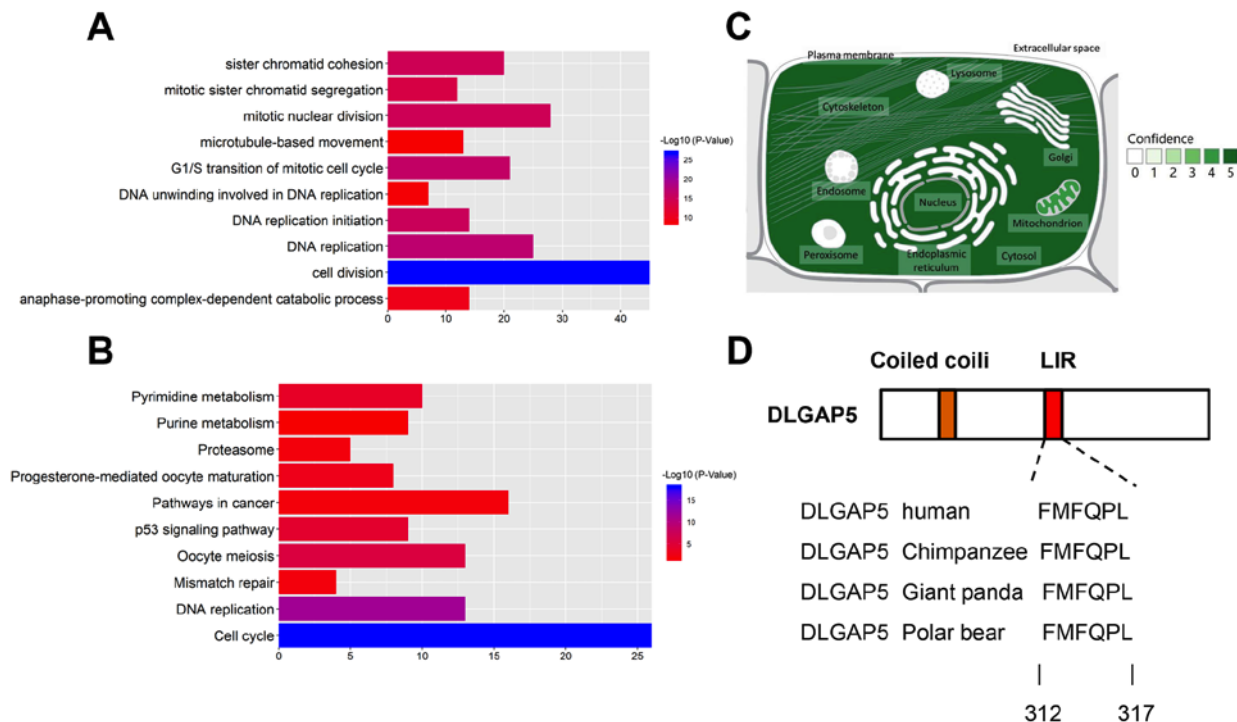 A
sister chromatid cohesion
mitotic sister chromatid segregation
mitotic nuclear division
microtubule-based movement
G1/S transition of mitotic cell cycle
DNA unwinding involved in DNA replication
DNA replication initiation
DNA replication
cell division
anaphase-promoting complex-dependent catabolic process
0 10 20 30 40
-Log10 (P-Value)
25
20
15
10
B
Pyrimidine metabolism
Purine metabolism
Proteasome
Progesterone-mediated oocyte maturation
Pathways in cancer
p53 signaling pathway
Oocyte meiosis
Mismatch repair
DNA replication
Cell cycle
0 5 10 15 20 25
-Log10 (P-Value)
15
10
5
C
Plasma membrane
Extracellular space
Lysosome
Cytoskeleton
Golgi
Endosome
Nucleus
Mitochondrion
Peroxisome
Endoplasmic
reticulum
Cytosol
Confidence
0 1 2 3 4 5
D
Coiled coili LIR
DLGAP5
DLGAP5 human FMFQPL
DLGAP5 Chimpanzee FMFQPL
DLGAP5 Giant panda FMFQPL
DLGAP5 Polar bear FMFQPL
312 317